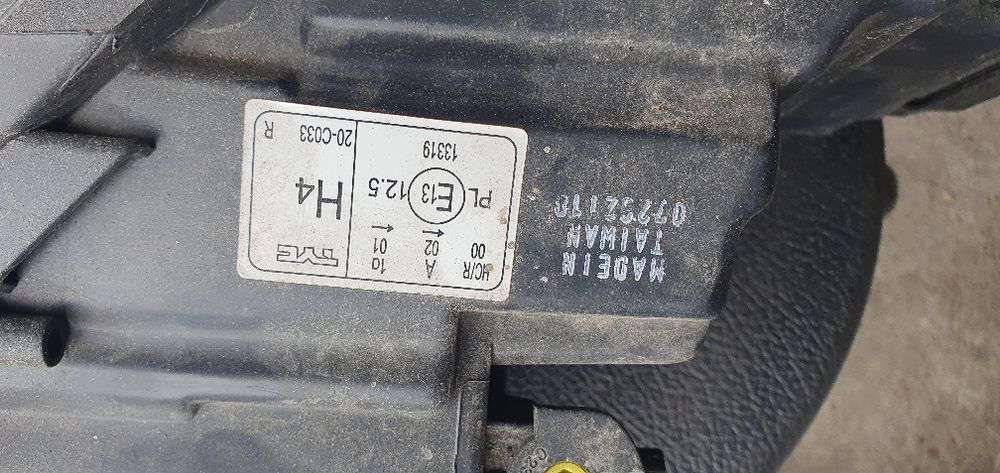 MADE IN
TAIWAN
HC/R A 1a TYC
00 02 01
→ →
PL E13 12.5 H4
13319 20-C033
R